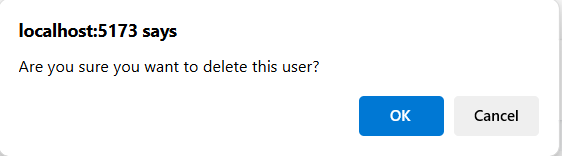 localhost:5173 says
Are you sure you want to delete this user?
OK
Cancel